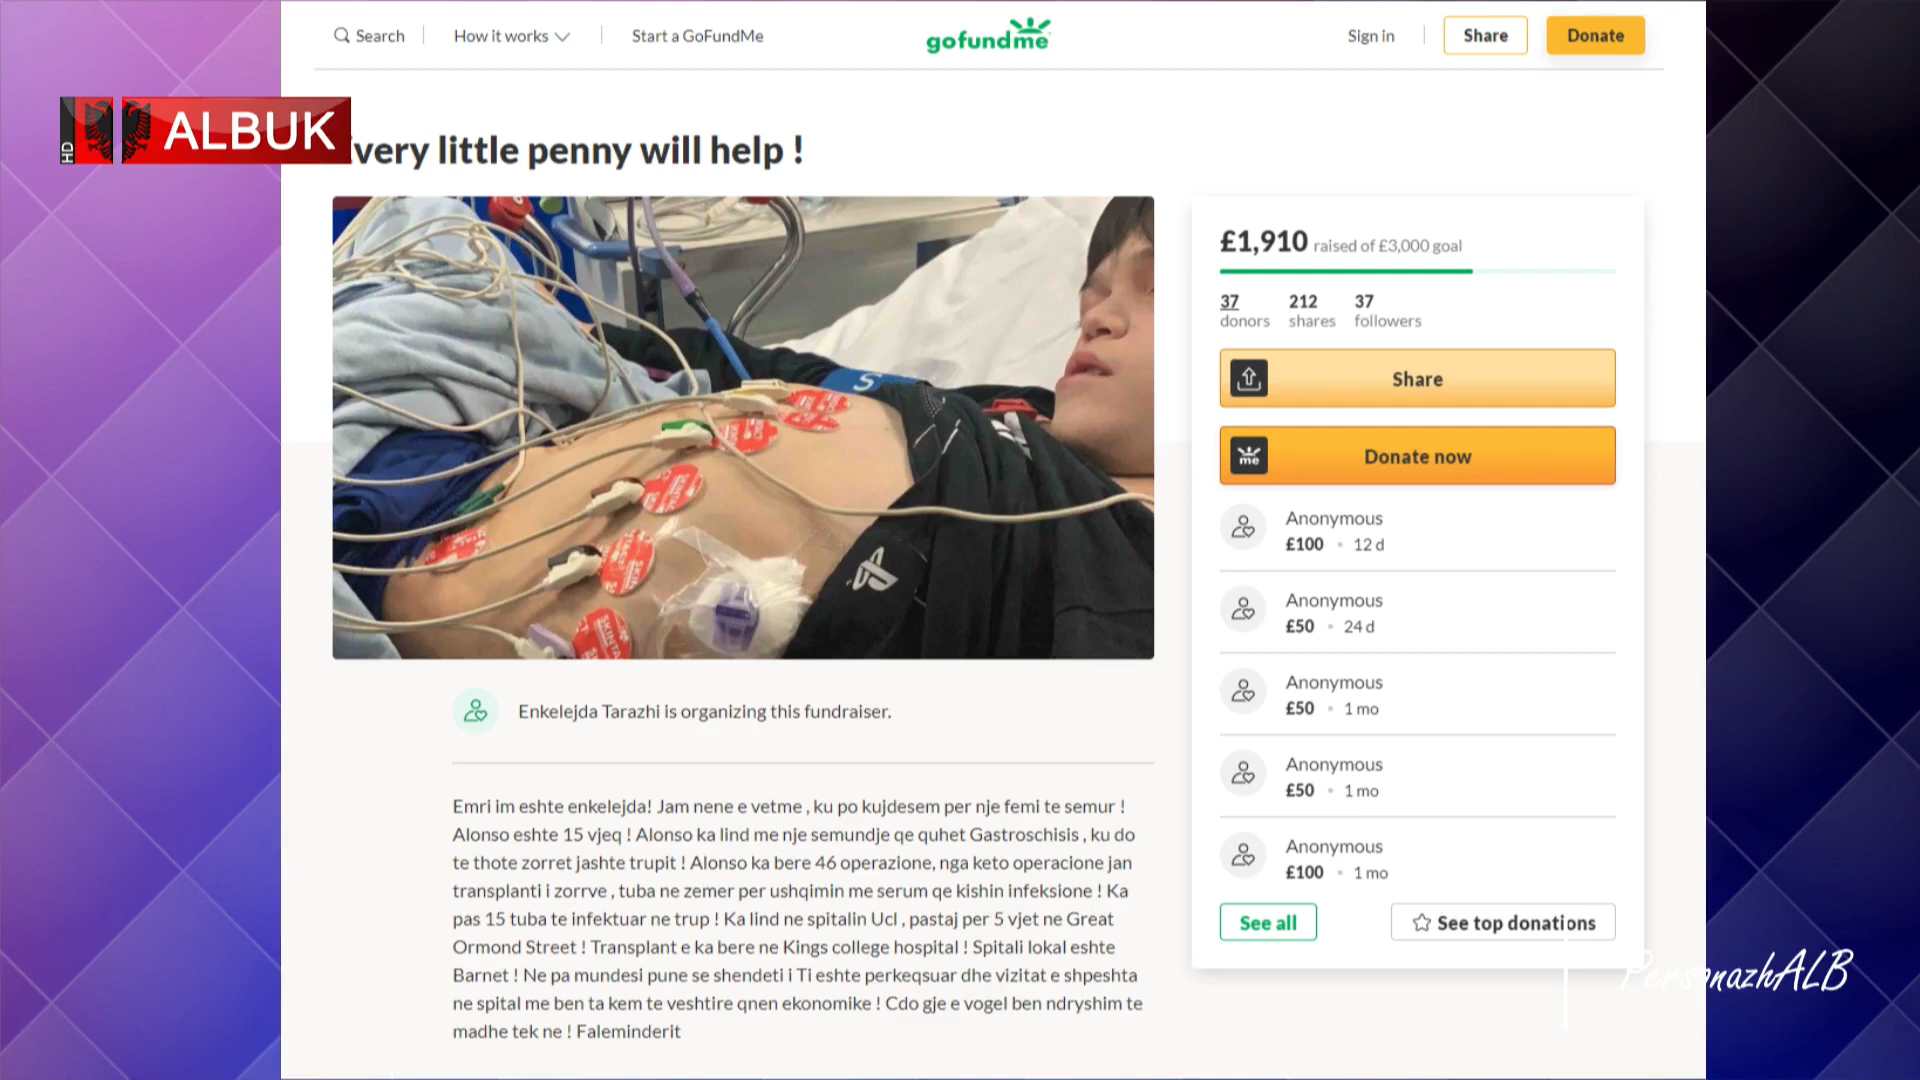 Search
How it works
Start a GoFundMe
gofundme
Sign in
Share
Donate
HD
ALBUK
very little penny will help !
£1,910 raised of £3,000 goal
37 donors
212 shares
37 followers
Share
me
Donate now
Anonymous
£100 • 12 d
Anonymous
£50 • 24 d
Anonymous
£50 • 1 mo
Anonymous
£50 • 1 mo
Anonymous
£100 • 1 mo
See all
See top donations
S
Enkelejda Tarazhi is organizing this fundraiser.
Emri im eshte enkelejda! Jam nene e vetme , ku po kujdesem per nje femi te semur !
Alonso eshte 15 vjeq ! Alonso ka lind me nje semundje qe quhet Gastroschisis , ku do
te thote zorret jashte trupit ! Alonso ka bere 46 operazione, nga keto operacione jan
transplanti i zorrve , tuba ne zemer per ushqimin me serum qe kishin infeksione ! Ka
pas 15 tuba te infektuar ne trup ! Ka lind ne spitalin Ucl , pastaj per 5 vjet ne Great
Ormond Street ! Transplant e ka bere ne Kings college hospital ! Spitali lokal eshte
Barnet ! Ne pa mundesi pune se shendeti i Ti eshte perkeqsuar dhe vizitat e shpeshta
ne spital me ben ta kem te veshtire qnen ekonomike ! Cdo gje e vogel ben ndryshim te
madhe tek ne ! Faleminderit
PersonazhALB